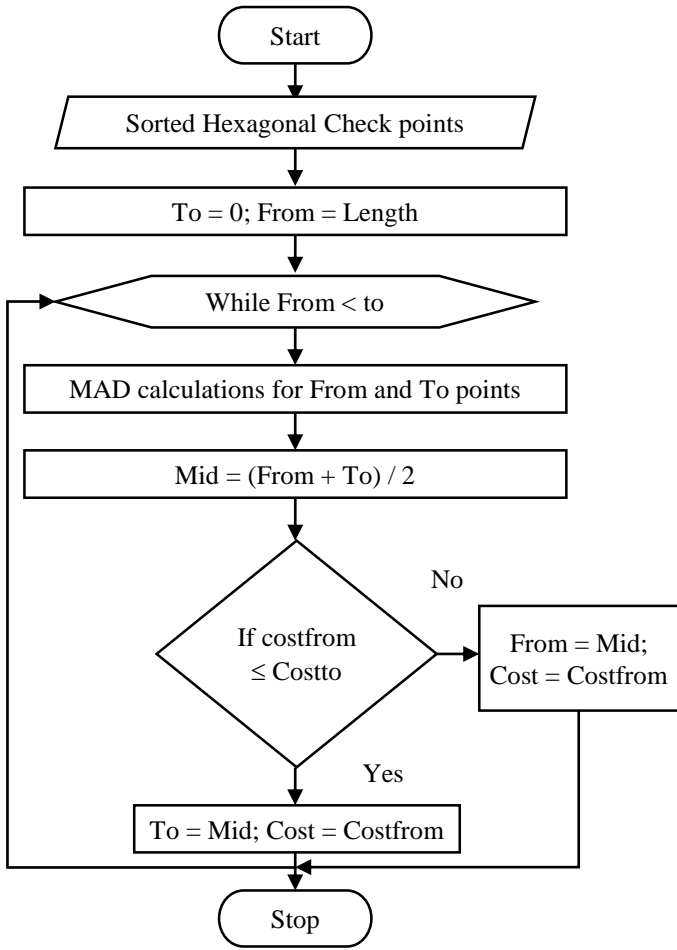 Start
Sorted Hexagonal Check points
To = 0; From = Length
While From < to
MAD calculations for From and To points
Mid = (From + To) / 2
If costfrom
≤ Costto
No
From = Mid;
Cost = Costfrom
Yes
To = Mid; Cost = Costfrom
Stop